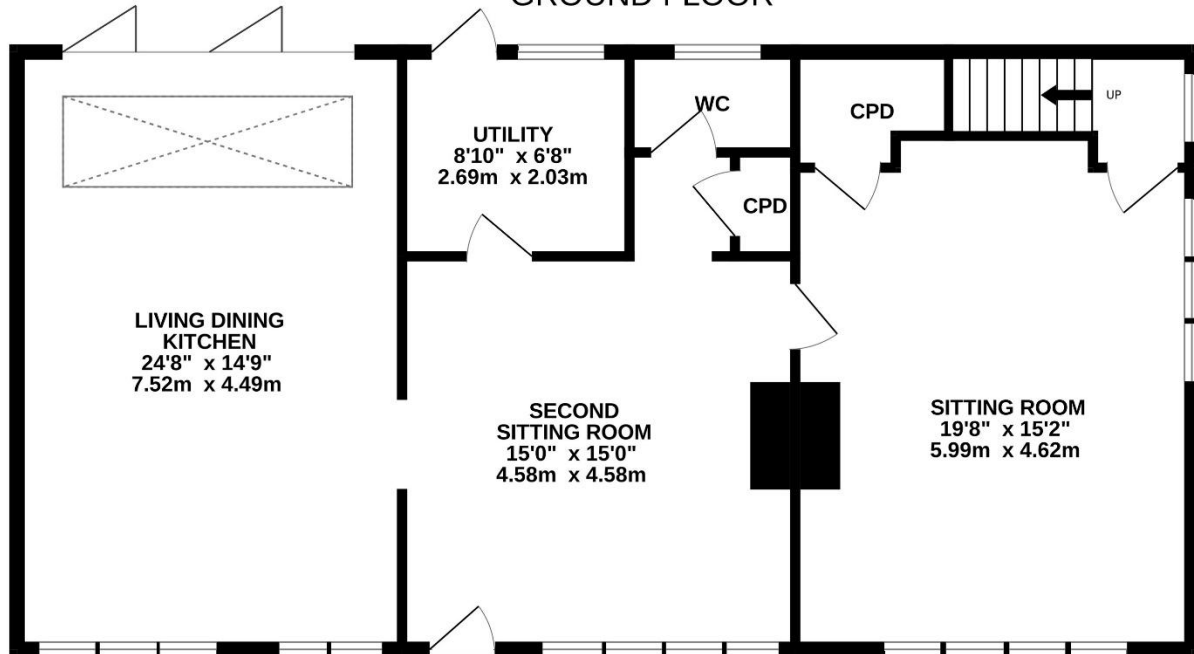 GROUND FLOOR
UTILITY
8'10" x 6'8"
2.69m x 2.03m
WC
CPD
UP
CPD
LIVING DINING
KITCHEN
24'8" x 14'9"
7.52m x 4.49m
SECOND
SITTING ROOM
15'0" x 15'0"
4.58m x 4.58m
SITTING ROOM
19'8" x 15'2"
5.99m x 4.62m